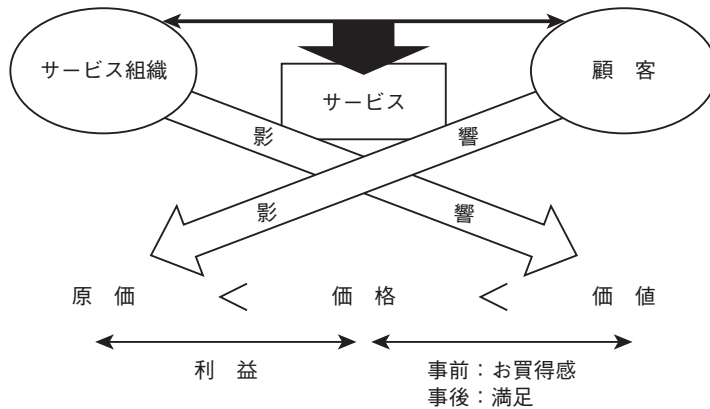 サービス組織
顧 客
サービス
影 響
影 響
原 価 < 価 格 < 価 値
利 益
事前：お買得感
事後：満足